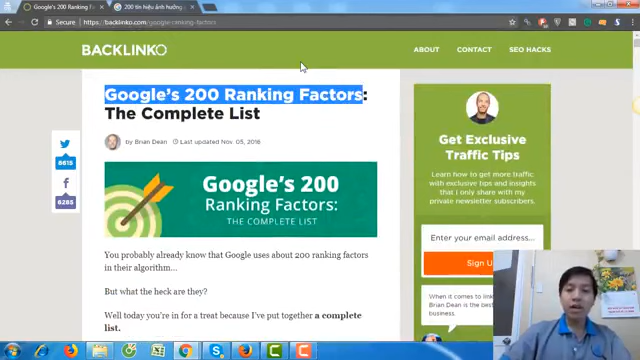 Google's 200 Ranking Fac
200 tín hiệu ảnh hưởng
Secure
https://backlinko.com/google-ranking-factors
BACKLINKO
ABOUT
CONTACT
SEO HACKS
Google's 200 Ranking Factors:
The Complete List
by Brian Dean
Last updated Nov. 05, 2016
8615
6285
Google's 200
Ranking Factors:
THE COMPLETE LIST
You probably already know that Google uses about 200 ranking factors
in their algorithm…
But what the heck are they?
Well today you're in for a treat because I've put together a complete
list.
Get Exclusive
Traffic Tips
Learn how to get more traffic
with exclusive tips and insights
that I only share with my
private newsletter subscribers.
Enter your email address...
Sign U
When it comes to link
Brian Dean is the best
business.